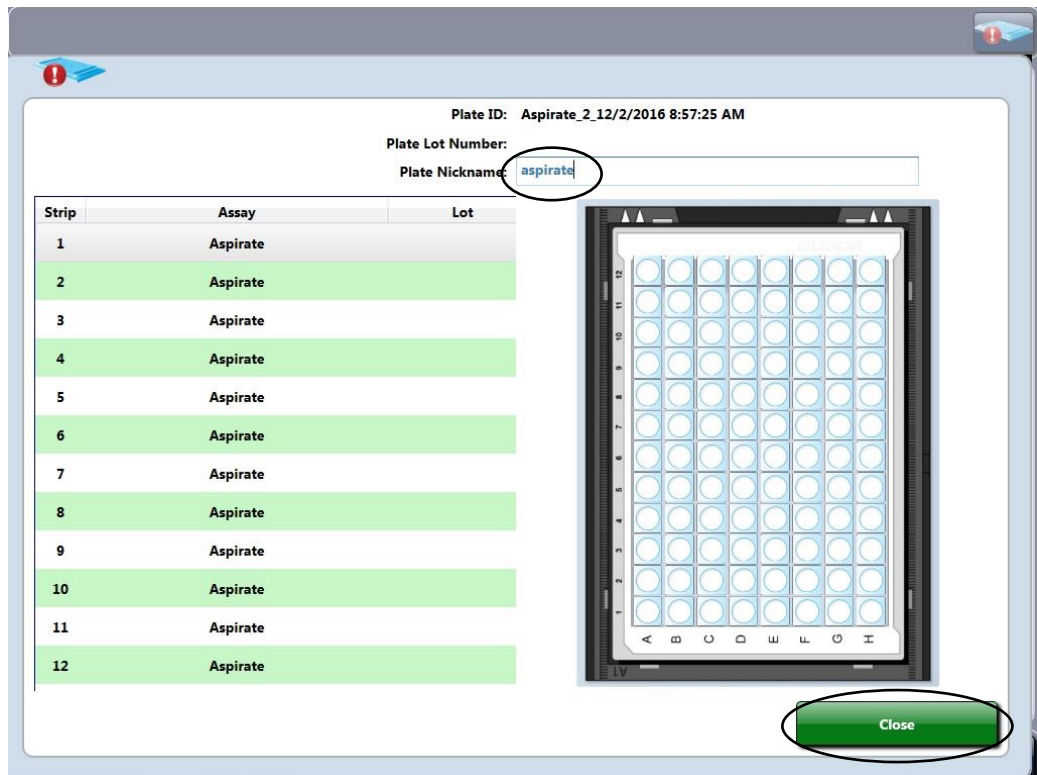 Plate ID: Aspirate_2_12/2/2016 8:57:25 AM
Plate Lot Number:
Plate Nickname: aspirate
Strip Assay Lot
1 Aspirate
2 Aspirate
3 Aspirate
4 Aspirate
5 Aspirate
6 Aspirate
7 Aspirate
8 Aspirate
9 Aspirate
10 Aspirate
11 Aspirate
12 Aspirate
12
11
10
9
8
7
6
5
4
3
2
1
A B C D E F G H
A1
Close